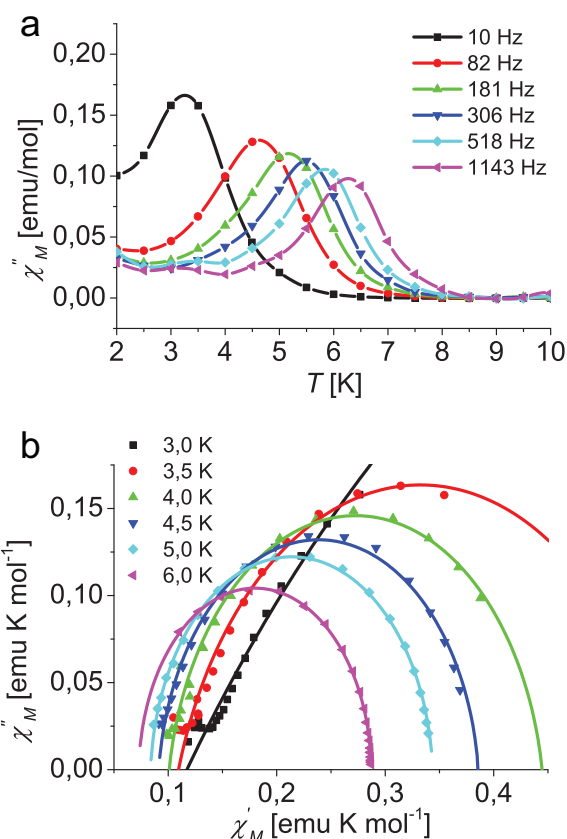 a
χ''M [emu/mol]
0,20
0,15
0,10
0,05
0,00
10 Hz
82 Hz
181 Hz
306 Hz
518 Hz
1143 Hz
2 3 4 5 6 7 8 9 10
T [K]
b
χ''M [emu K mol-1]
0,15
0,10
0,05
0,00
3,0 K
3,5 K
4,0 K
4,5 K
5,0 K
6,0 K
0,1 0,2 0,3 0,4
χ'M [emu K mol-1]